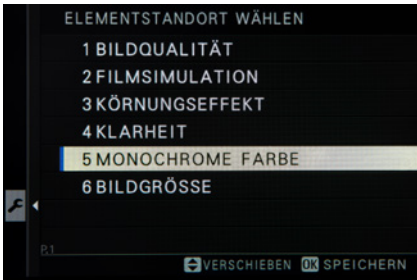 ELEMENTSTANDORT WÄHLEN
1 BILDQUALITÄT
2 FILMSIMULATION
3 KÖRNUNGSEFFEKT
4 KLARHEIT
5 MONOCHROME FARBE
6 BILDGRÖSSE
P.1
VERSCHIEBEN OK SPEICHERN